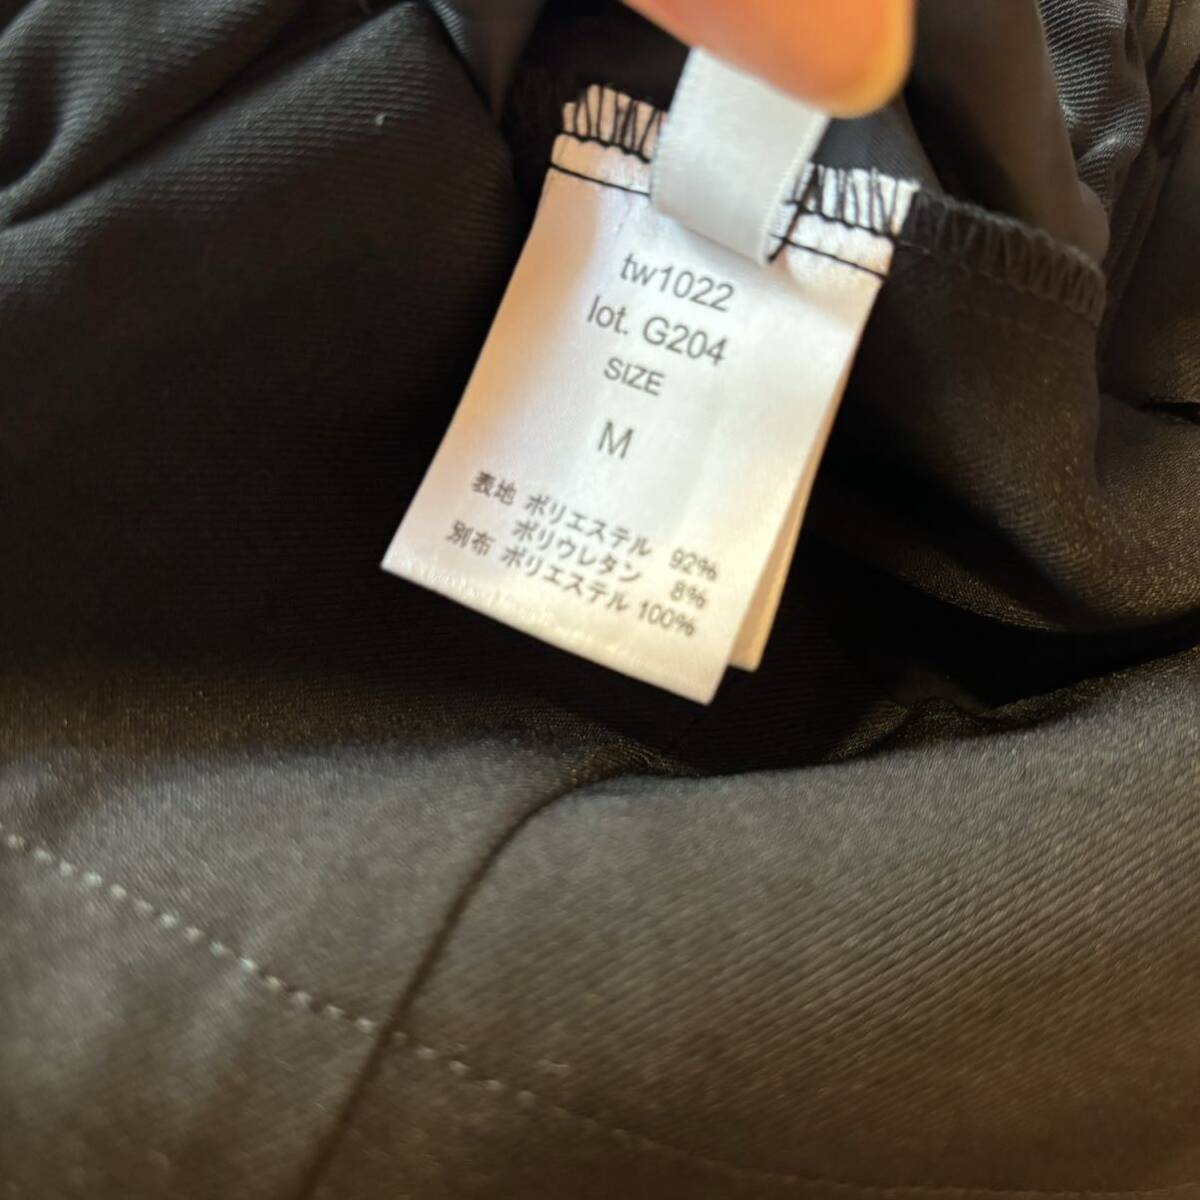 tw1022
lot. G204
SIZE
M
表地 ポリエステル 92%
ポリウレタン 8%
別布 ポリエステル 100%